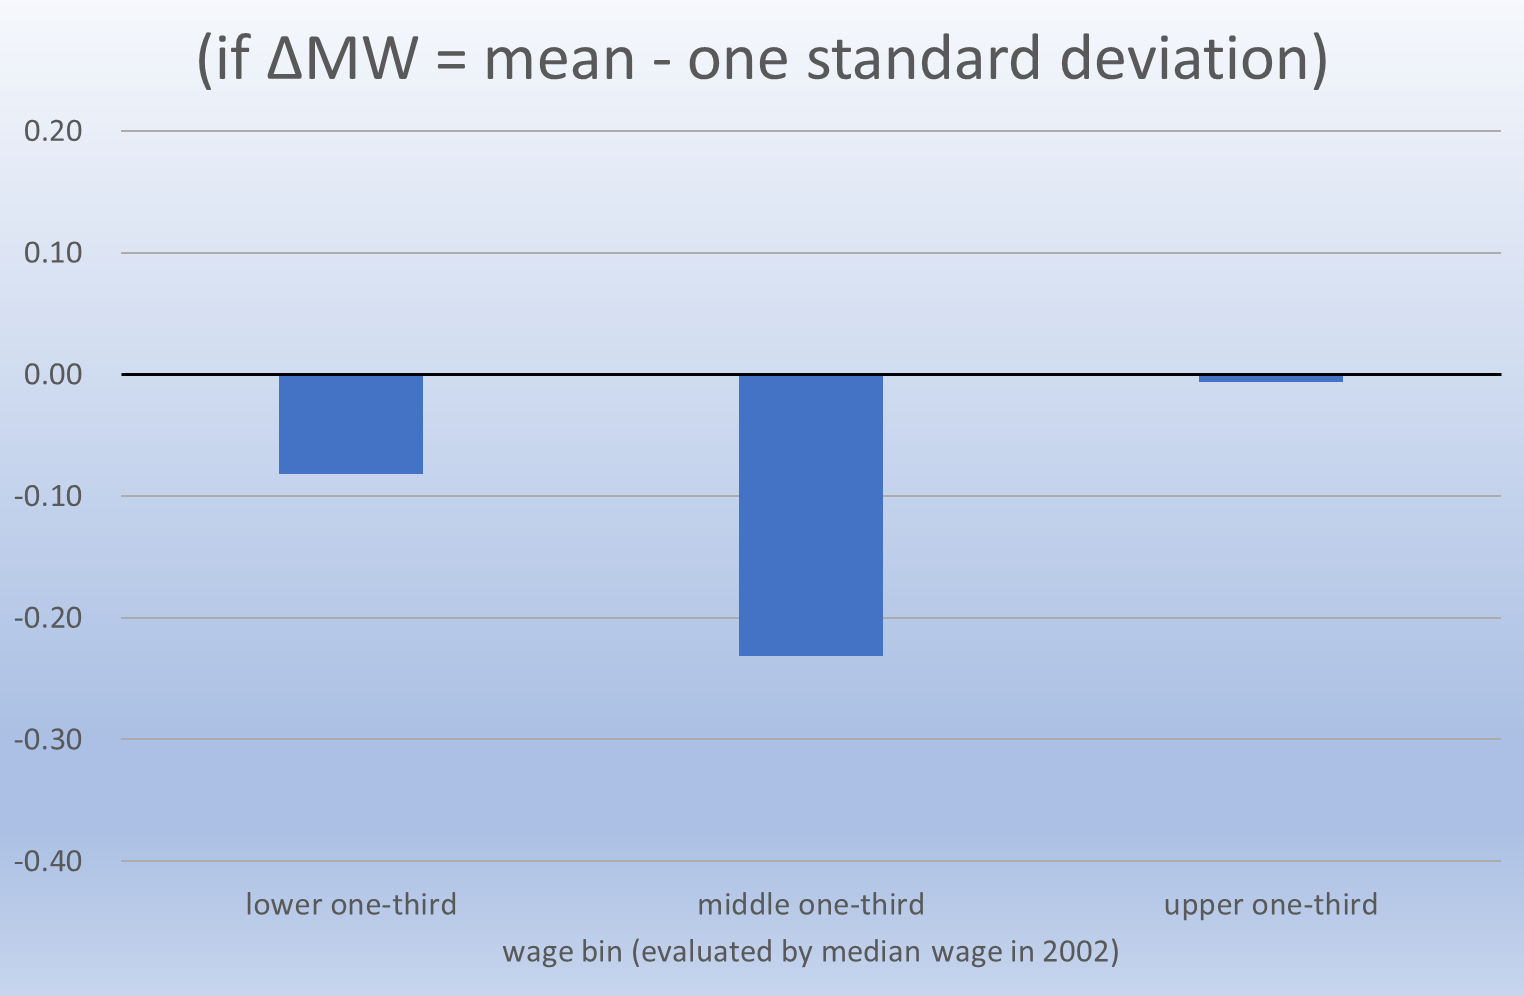 (if ΔMW = mean - one standard deviation)
0.20
0.10
0.00
-0.10
-0.20
-0.30
-0.40
lower one-third middle one-third upper one-third
wage bin (evaluated by median wage in 2002)